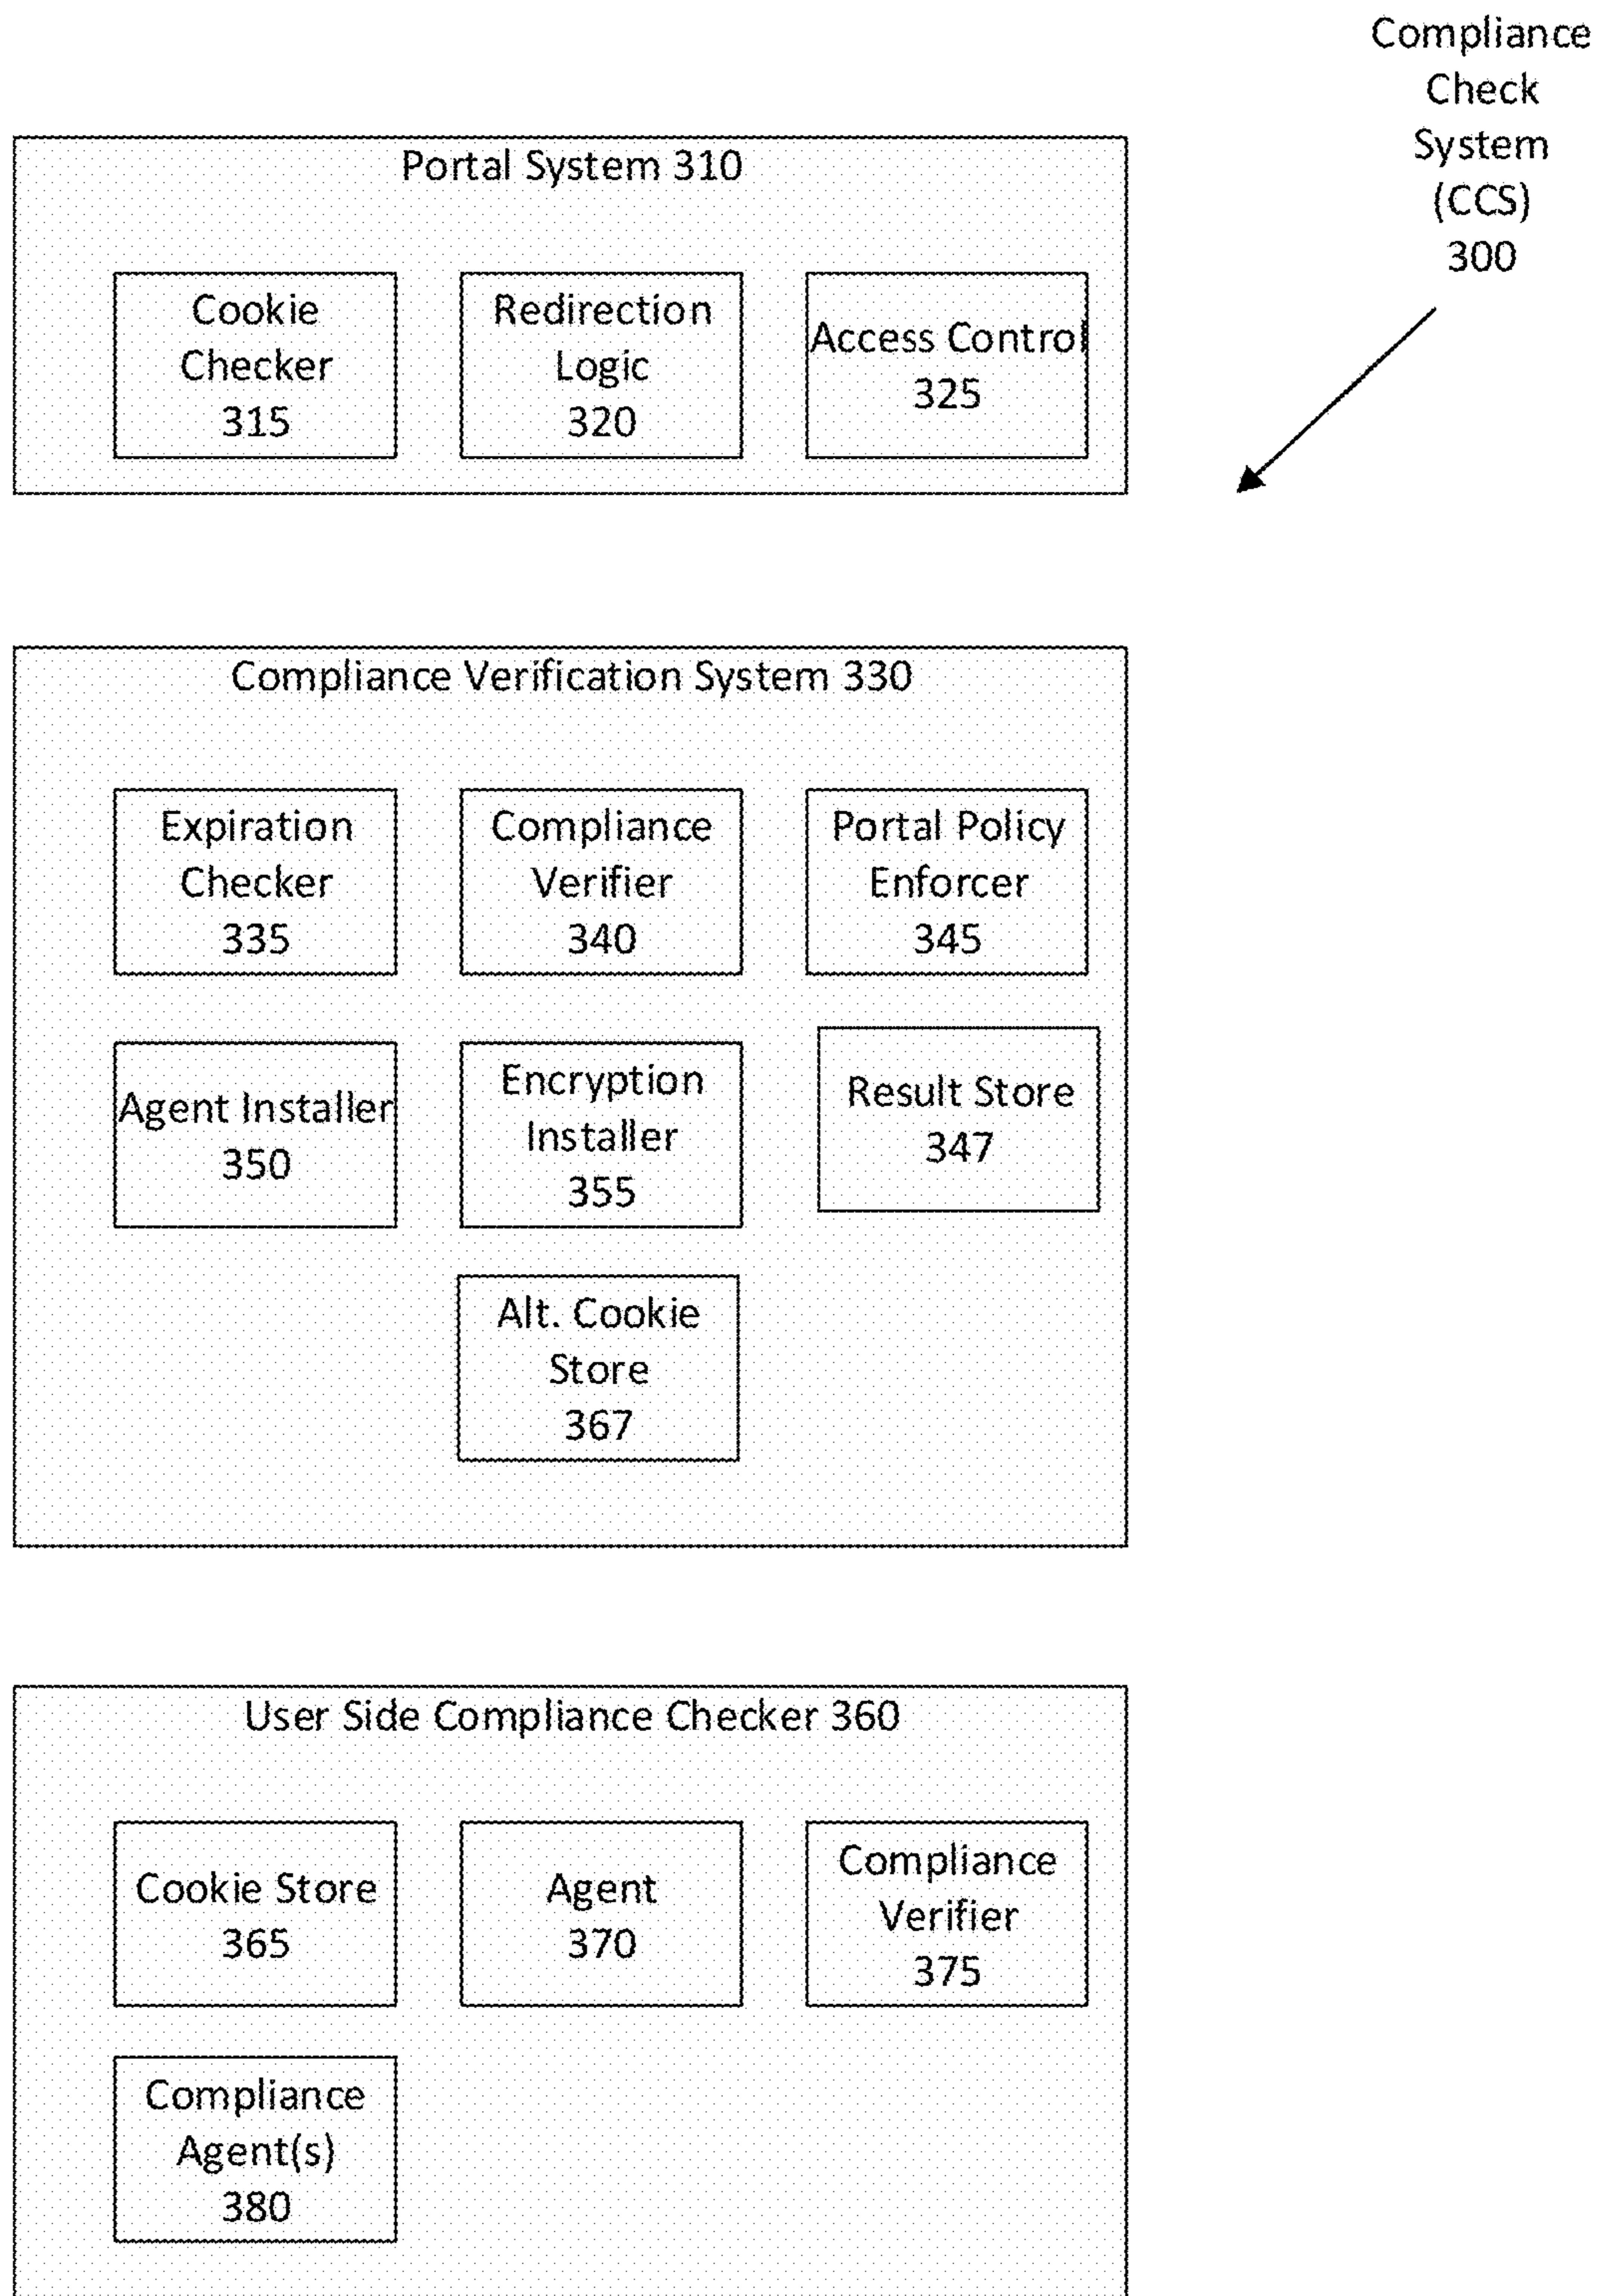 Compliance
Check
System
(CCS)
300
Portal System 310
Cookie
Checker
315
Redirection
Logic
320
Access Control
325
Compliance Verification System 330
Expiration
Checker
335
Compliance
Verifier
340
Portal Policy
Enforcer
345
Agent Installer
350
Encryption
Installer
355
Result Store
347
Alt. Cookie
Store
367
User Side Compliance Checker 360
Cookie Store
365
Agent
370
Compliance
Verifier
375
Compliance
Agent(s)
380